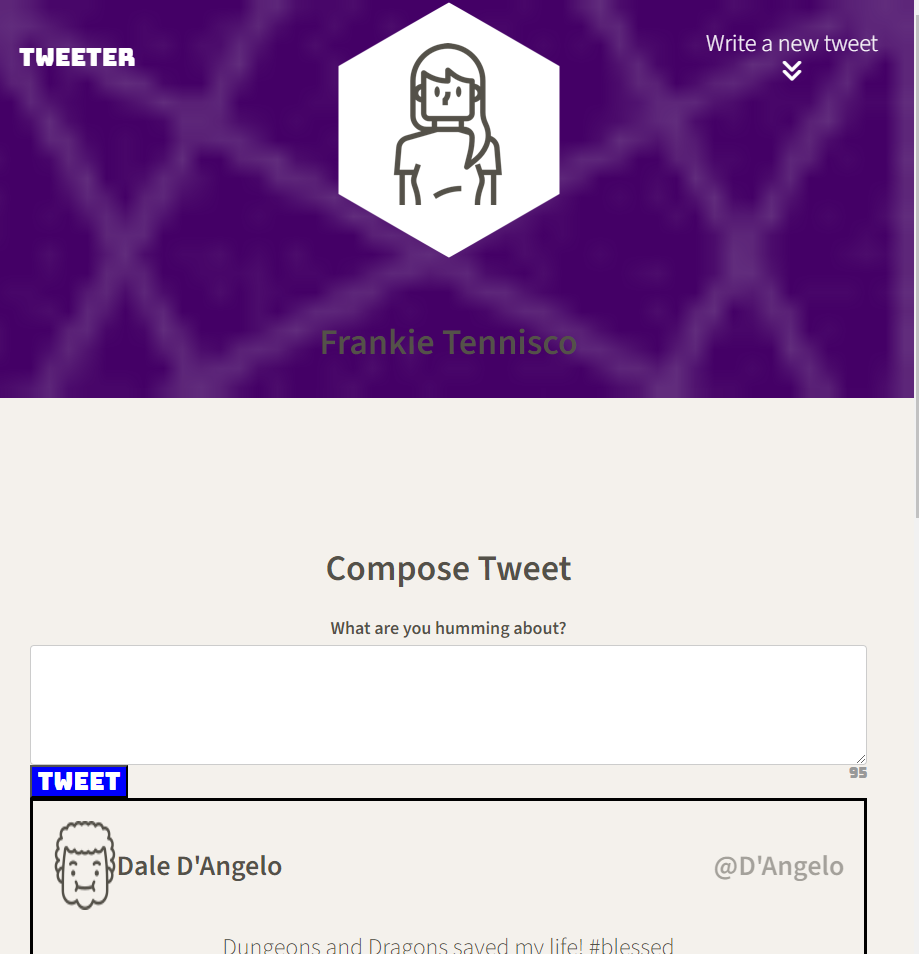 TWEETER
Write a new tweet
Frankie Tennisco
Compose Tweet
What are you humming about?
TWEET
95
Dale D'Angelo
@D'Angelo
Dungeons and Dragons saved my life! #blessed